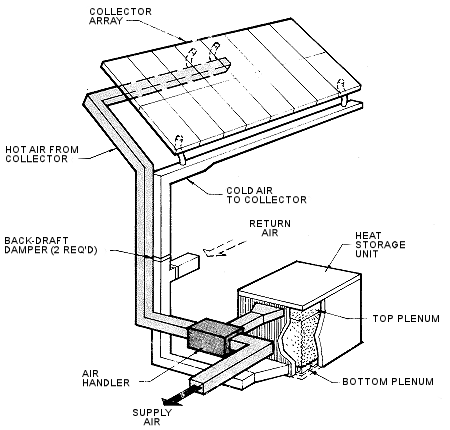 COLLECTOR
ARRAY
HOT AIR FROM
COLLECTOR
COLD AIR
TO COLLECTOR
RETURN
AIR
BACK-DRAFT
DAMPER (2 REQ'D)
HEAT
STORAGE
UNIT
TOP PLENUM
AIR
HANDLER
BOTTOM PLENUM
SUPPLY
AIR